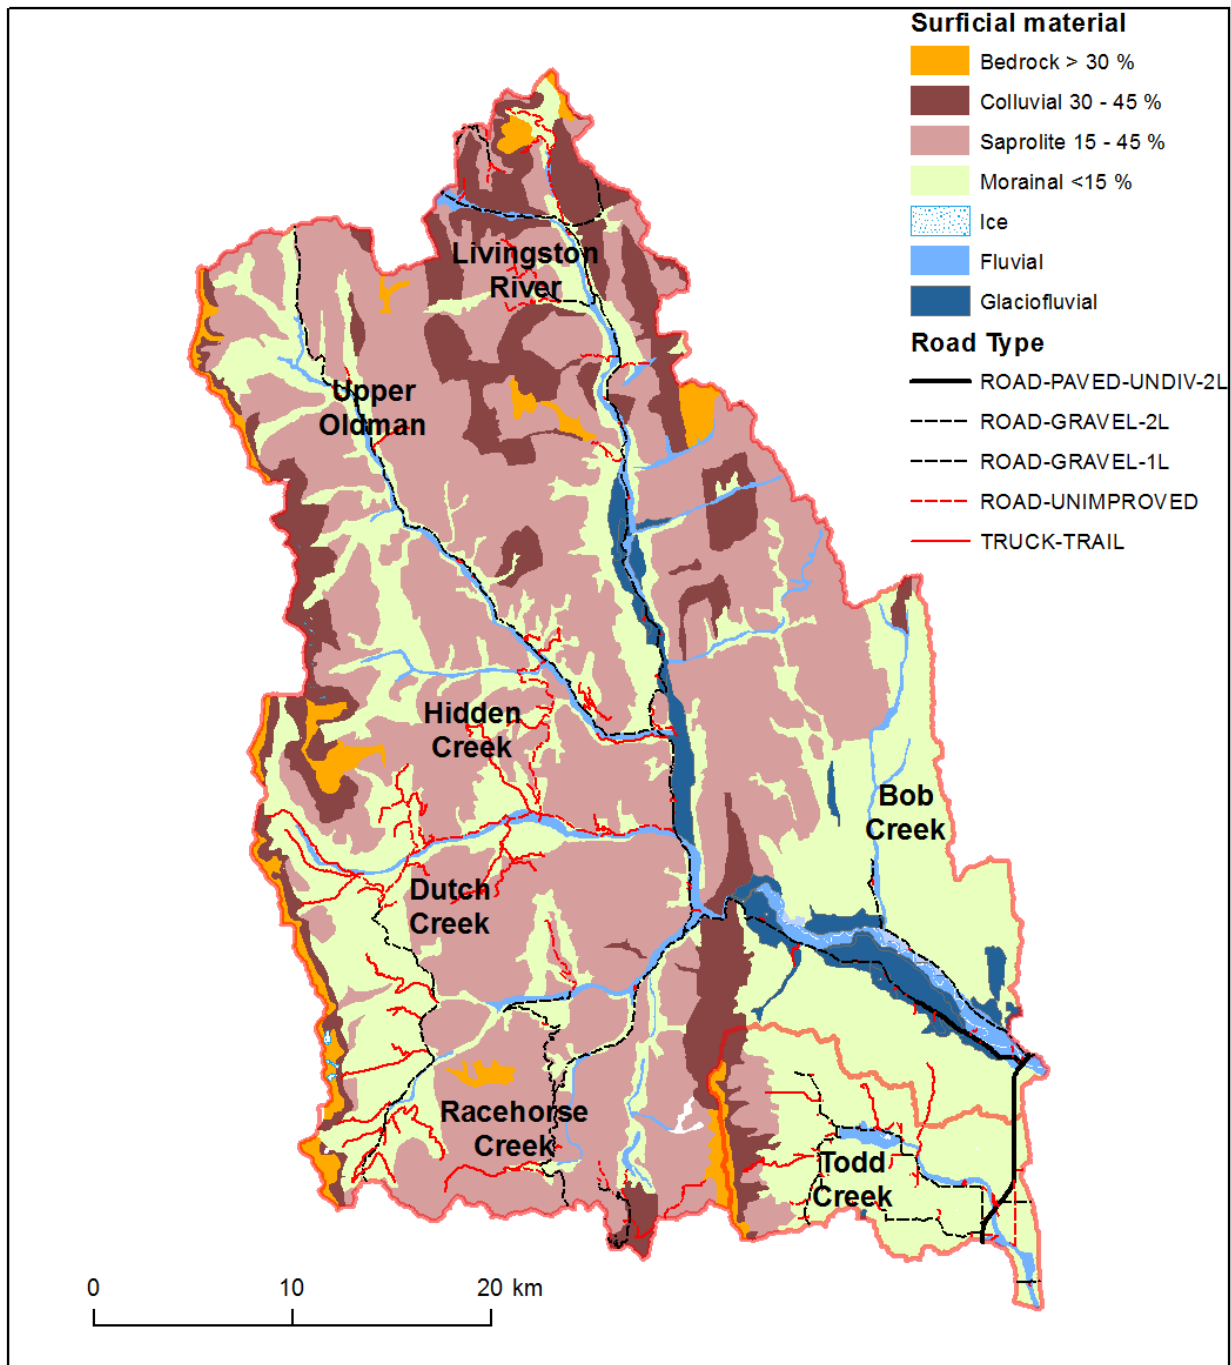 Surficial material
Bedrock > 30 %
Colluvial 30 - 45 %
Saprolite 15 - 45 %
Morainal <15 %
Ice
Fluvial
Glaciofluvial
Road Type
ROAD-PAVED-UNDIV-2L
ROAD-GRAVEL-2L
ROAD-GRAVEL-1L
ROAD-UNIMPROVED
TRUCK-TRAIL
Livingston
River
Upper
Oldman
Hidden
Creek
Bob
Creek
Dutch
Creek
Racehorse
Creek
Todd
Creek
0 10 20 km